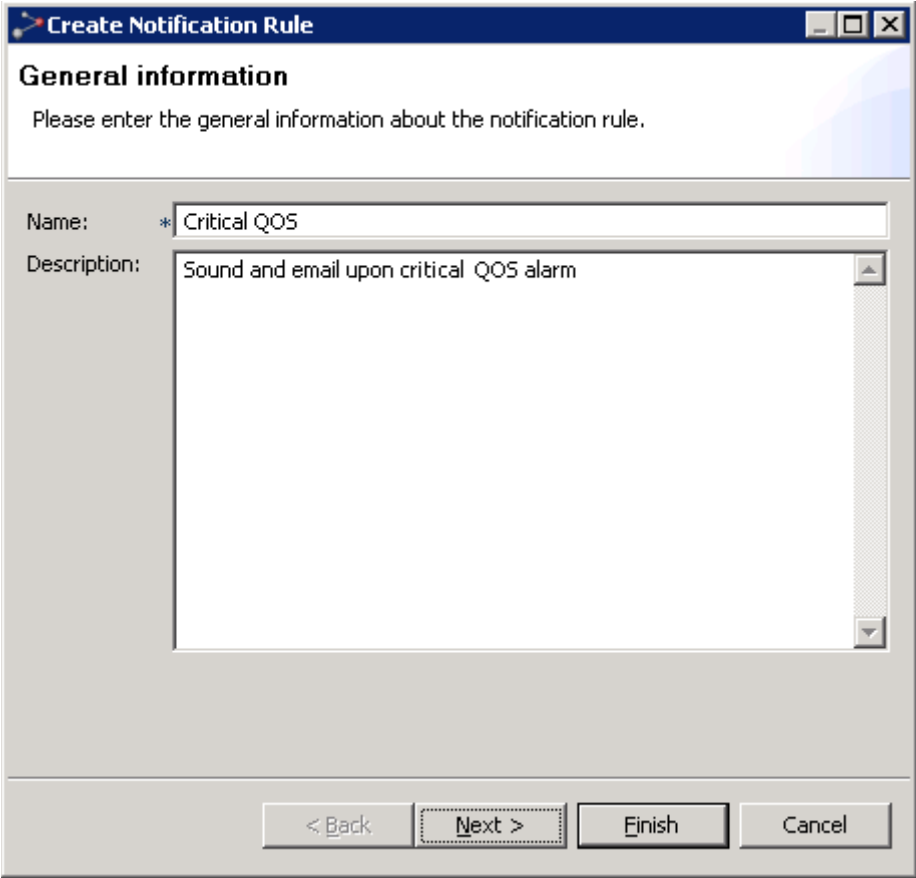 Create Notification Rule
General information
Please enter the general information about the notification rule.
Name: * Critical QOS
Description: Sound and email upon critical QOS alarm
< Back Next > Finish Cancel